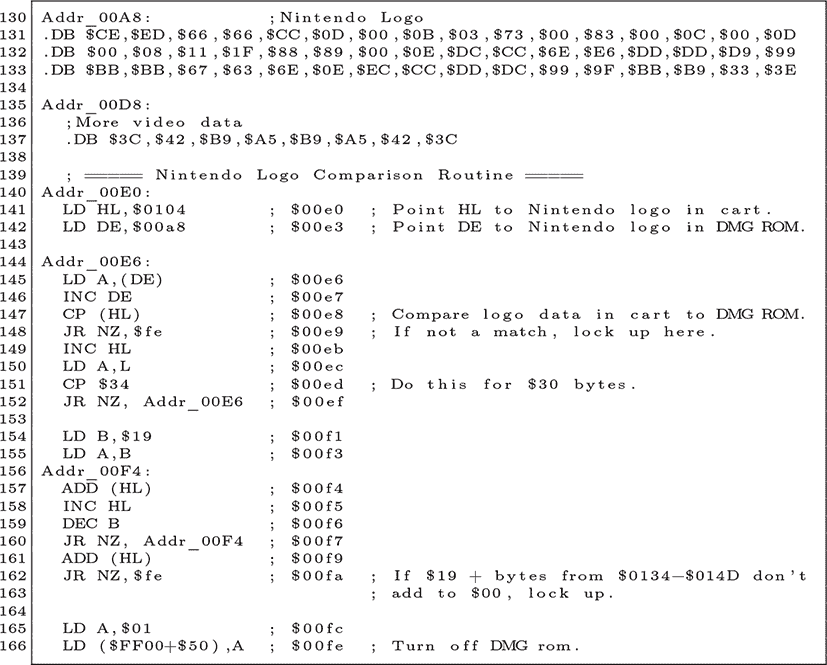 130 Addr_00A8: ;Nintendo Logo
131 .DB $CE,$ED,$66,$66,$CC,$0D,$00,$0B,$03,$73,$00,$83,$00,$0C,$00,$0D
132 .DB $00,$08,$11,$1F,$88,$89,$00,$0E,$DC,$CC,$6E,$E6,$DD,$DD,$D9,$99
133 .DB $BB,$BB,$67,$63,$6E,$0E,$EC,$CC,$DD,$DC,$99,$9F,$BB,$B9,$33,$3E
134
135 Addr_00D8:
136 ;More video data
137 .DB $3C,$42,$B9,$A5,$B9,$A5,$42,$3C
138
139 ; ===== Nintendo Logo Comparison Routine =====
140 Addr_00E0:
141 LD HL,$0104 ; $00e0 ; Point HL to Nintendo logo in cart.
142 LD DE,$00a8 ; $00e3 ; Point DE to Nintendo logo in DMG ROM.
143
144 Addr_00E6:
145 LD A,(DE) ; $00e6
146 INC DE ; $00e7
147 CP (HL) ; $00e8 ; Compare logo data in cart to DMG ROM.
148 JR NZ,$fe ; $00e9 ; If not a match, lock up here.
149 INC HL ; $00eb
150 LD A,L ; $00ec
151 CP $34 ; $00ed ; Do this for $30 bytes.
152 JR NZ, Addr_00E6 ; $00ef
153
154 LD B,$19 ; $00f1
155 LD A,B ; $00f3
156 Addr_00F4:
157 ADD (HL) ; $00f4
158 INC HL ; $00f5
159 DEC B ; $00f6
160 JR NZ, Addr_00F4 ; $00f7
161 ADD (HL) ; $00f9
162 JR NZ,$fe ; $00fa ; If $19 + bytes from $0134−$014D don't
163 ; add to $00, lock up.
164
165 LD A,$01 ; $00fc
166 LD ($FF00+$50),A ; $00fe ; Turn off DMG rom.